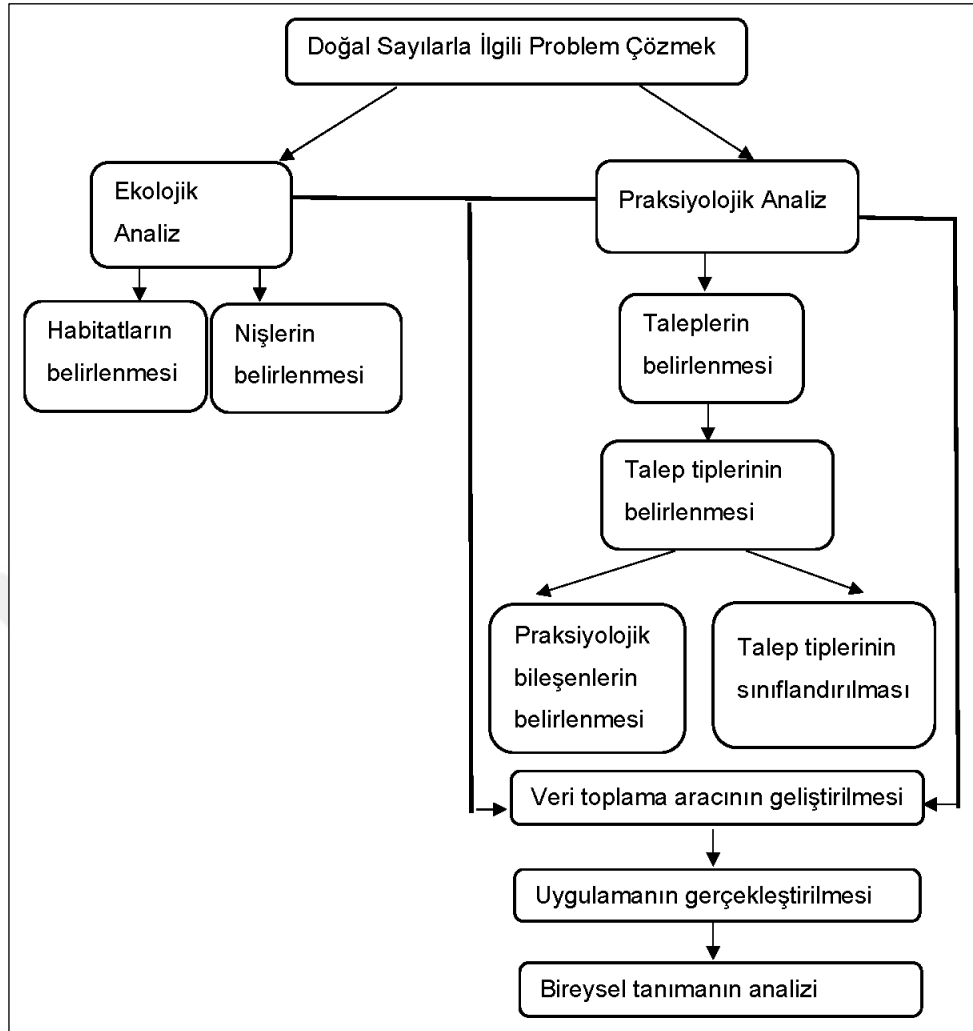 Doğal Sayılarla İlgili Problem Çözmek
Ekolojik
Analiz
Praksiyolojik Analiz
Habitatların
belirlenmesi
Nişlerin
belirlenmesi
Taleplerin
belirlenmesi
Talep tiplerinin
belirlenmesi
Praksiyolojik
bileşenlerin
belirlenmesi
Talep tiplerinin
sınıflandırılması
Veri toplama aracının geliştirilmesi
Uygulamanın gerçekleştirilmesi
Bireysel tanımanın analizi